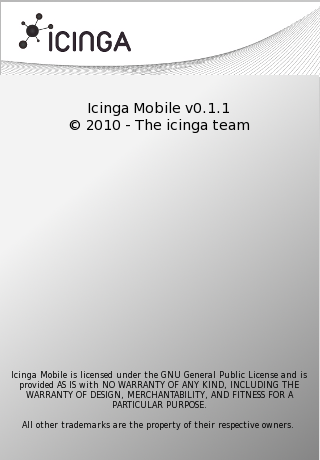 ICINGA
Icinga Mobile v0.1.1
© 2010 - The icinga team
Icinga Mobile is licensed under the GNU General Public License and is
provided AS IS with NO WARRANTY OF ANY KIND, INCLUDING THE
WARRANTY OF DESIGN, MERCHANTABILITY, AND FITNESS FOR A
PARTICULAR PURPOSE.
All other trademarks are the property of their respective owners.